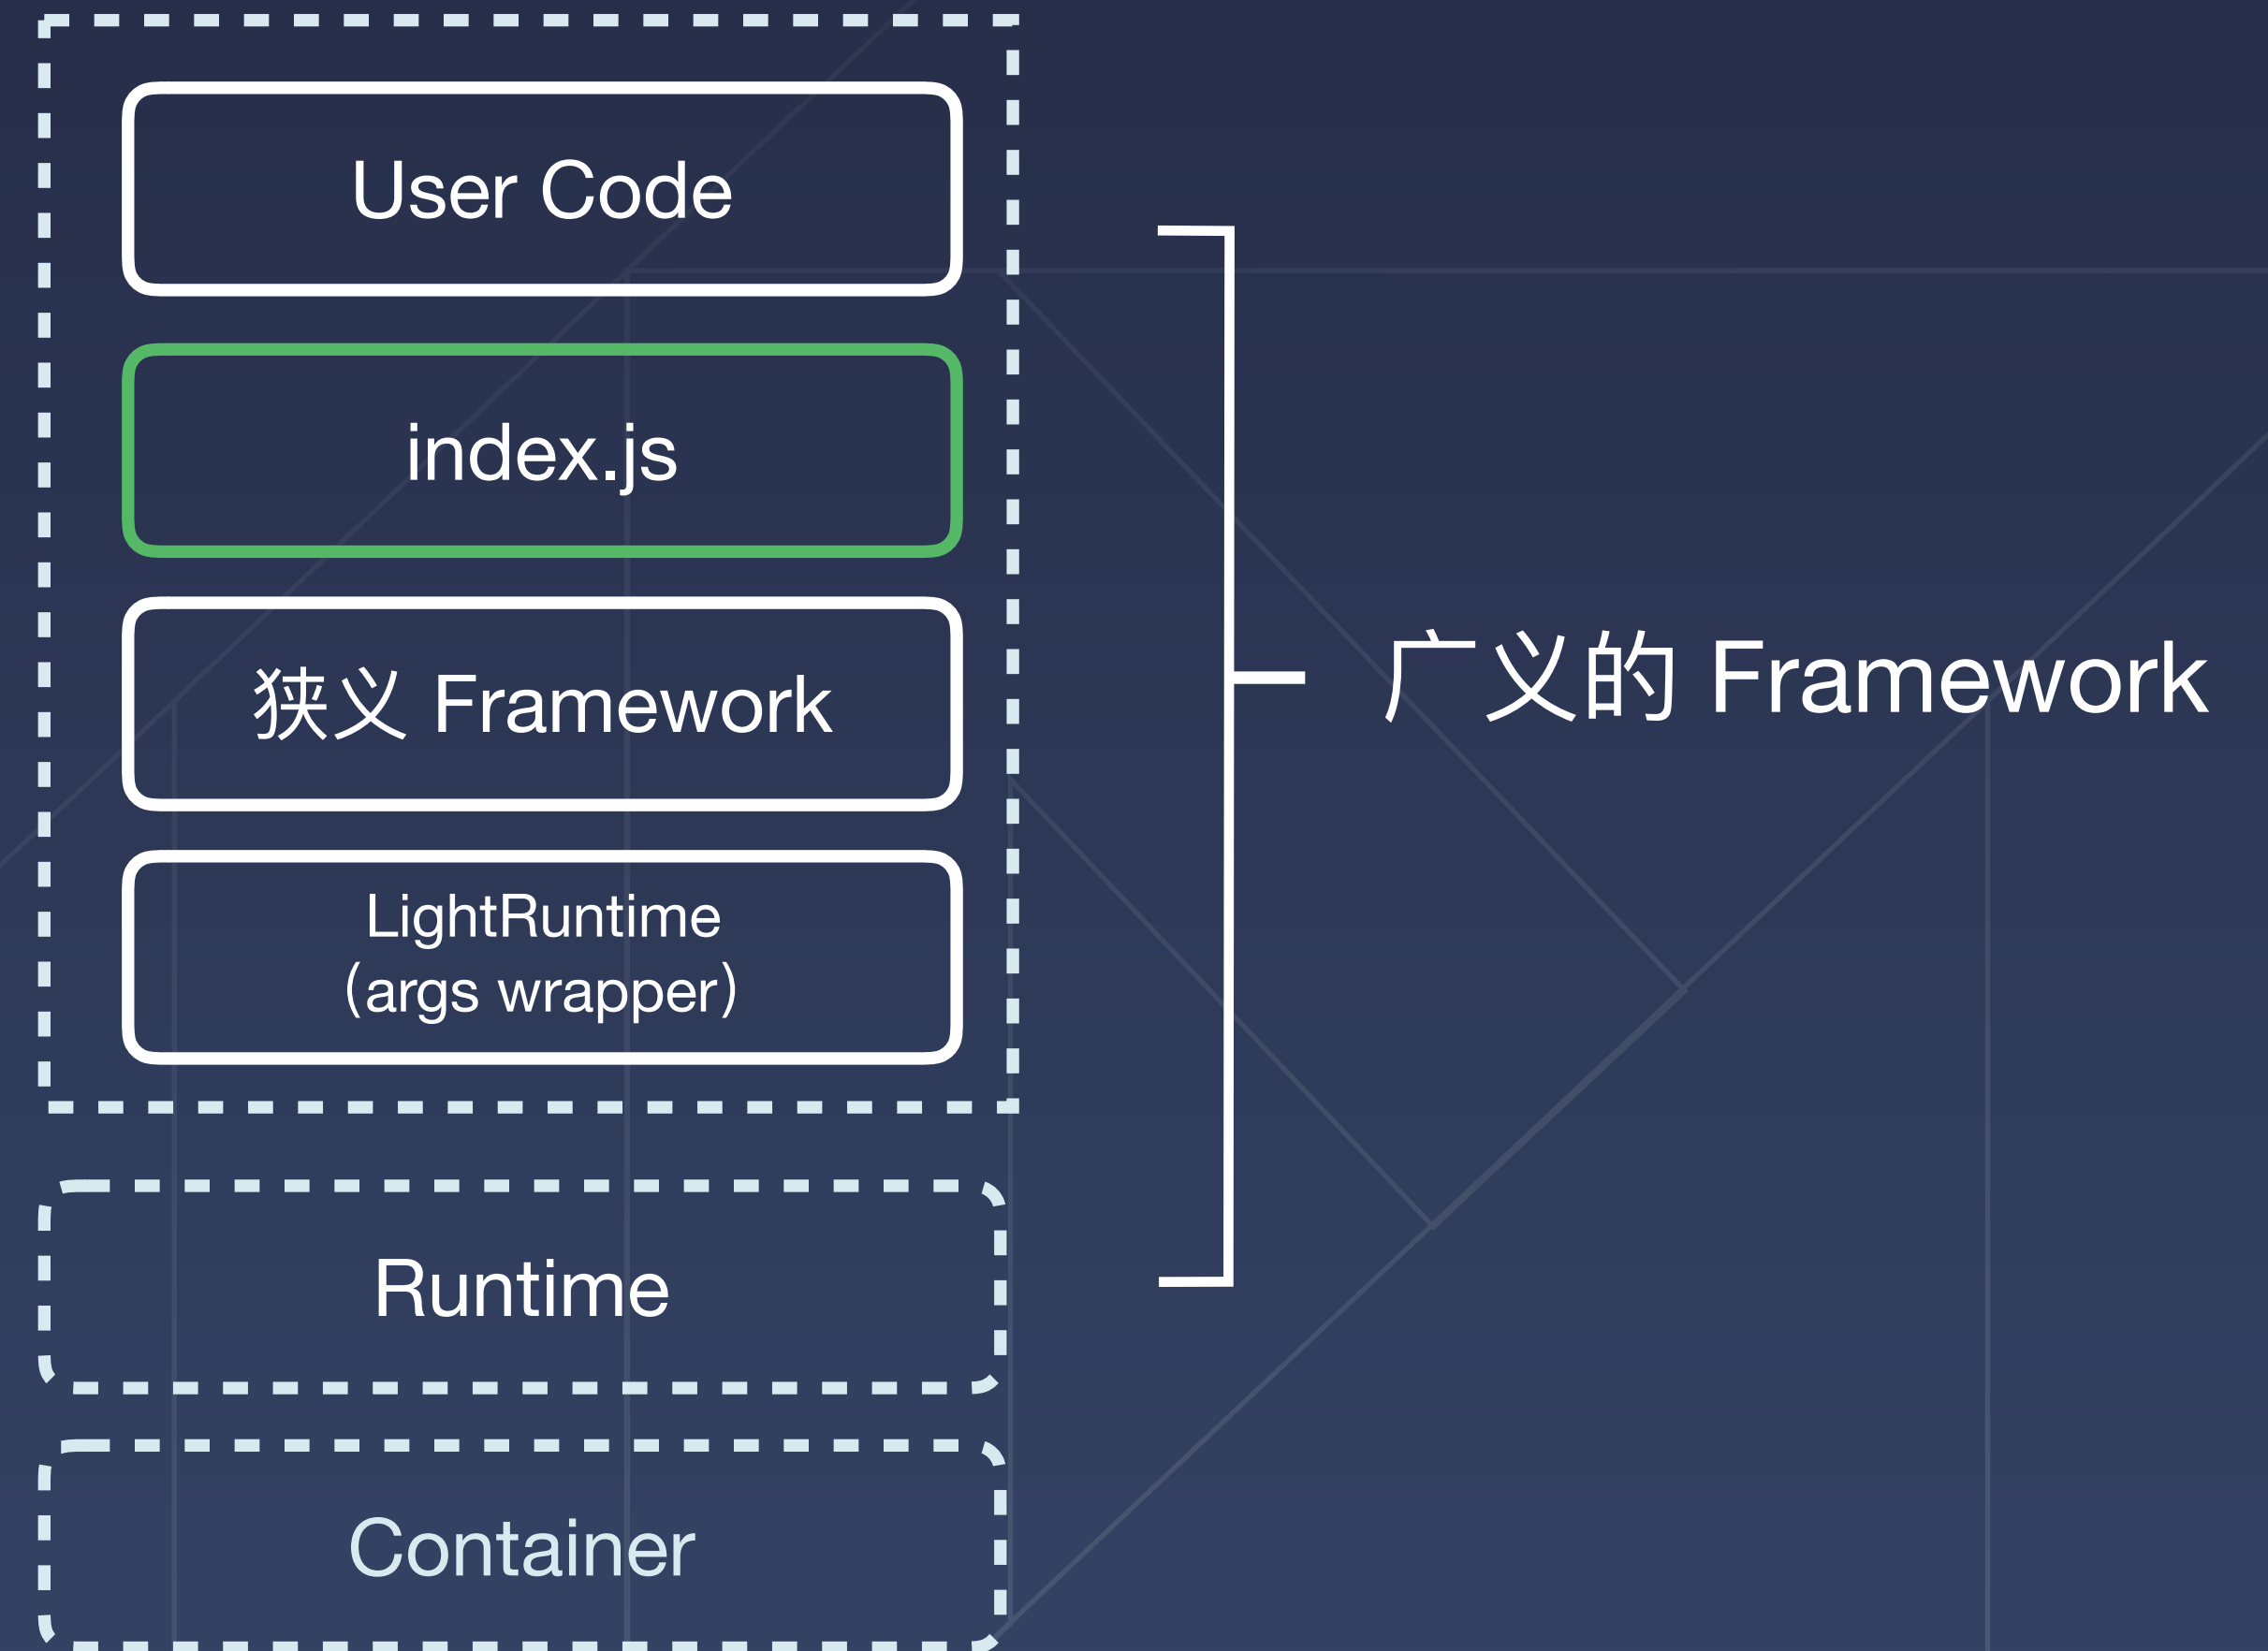 User Code
index.js
狭义 Framework
LightRuntime
(args wrapper)
广义的 Framework
Runtime
Container